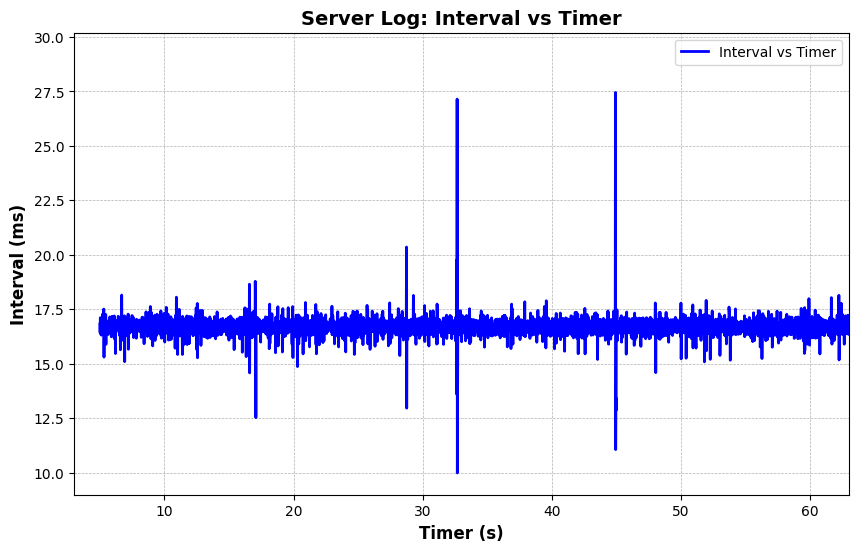 Server Log: Interval vs Timer
Interval vs Timer
30.0
27.5
25.0
22.5
20.0
17.5
15.0
12.5
10.0
Interval (ms)
10 20 30 40 50 60
Timer (s)